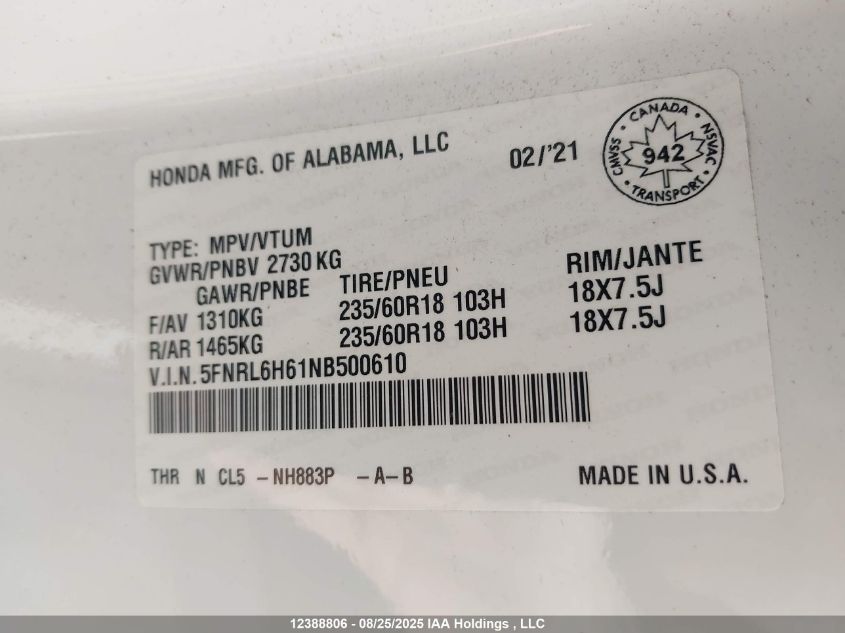 HONDA MFG. OF ALABAMA, LLC 02/'21
CANADA
CMVSS 942 NSVAC
TRANSPORT
TYPE: MPV/VTUM
GVWR/PNBV 2730 KG
GAWR/PNBE TIRE/PNEU RIM/JANTE
F/AV 1310KG 235/60R18 103H 18X7.5J
R/AR 1465KG 235/60R18 103H 18X7.5J
V.I.N. 5FNRL6H61NB500610
THR N CL5 -NH883P -A-B MADE IN U.S.A.
12388806 - 08/25/2025 IAA Holdings , LLC